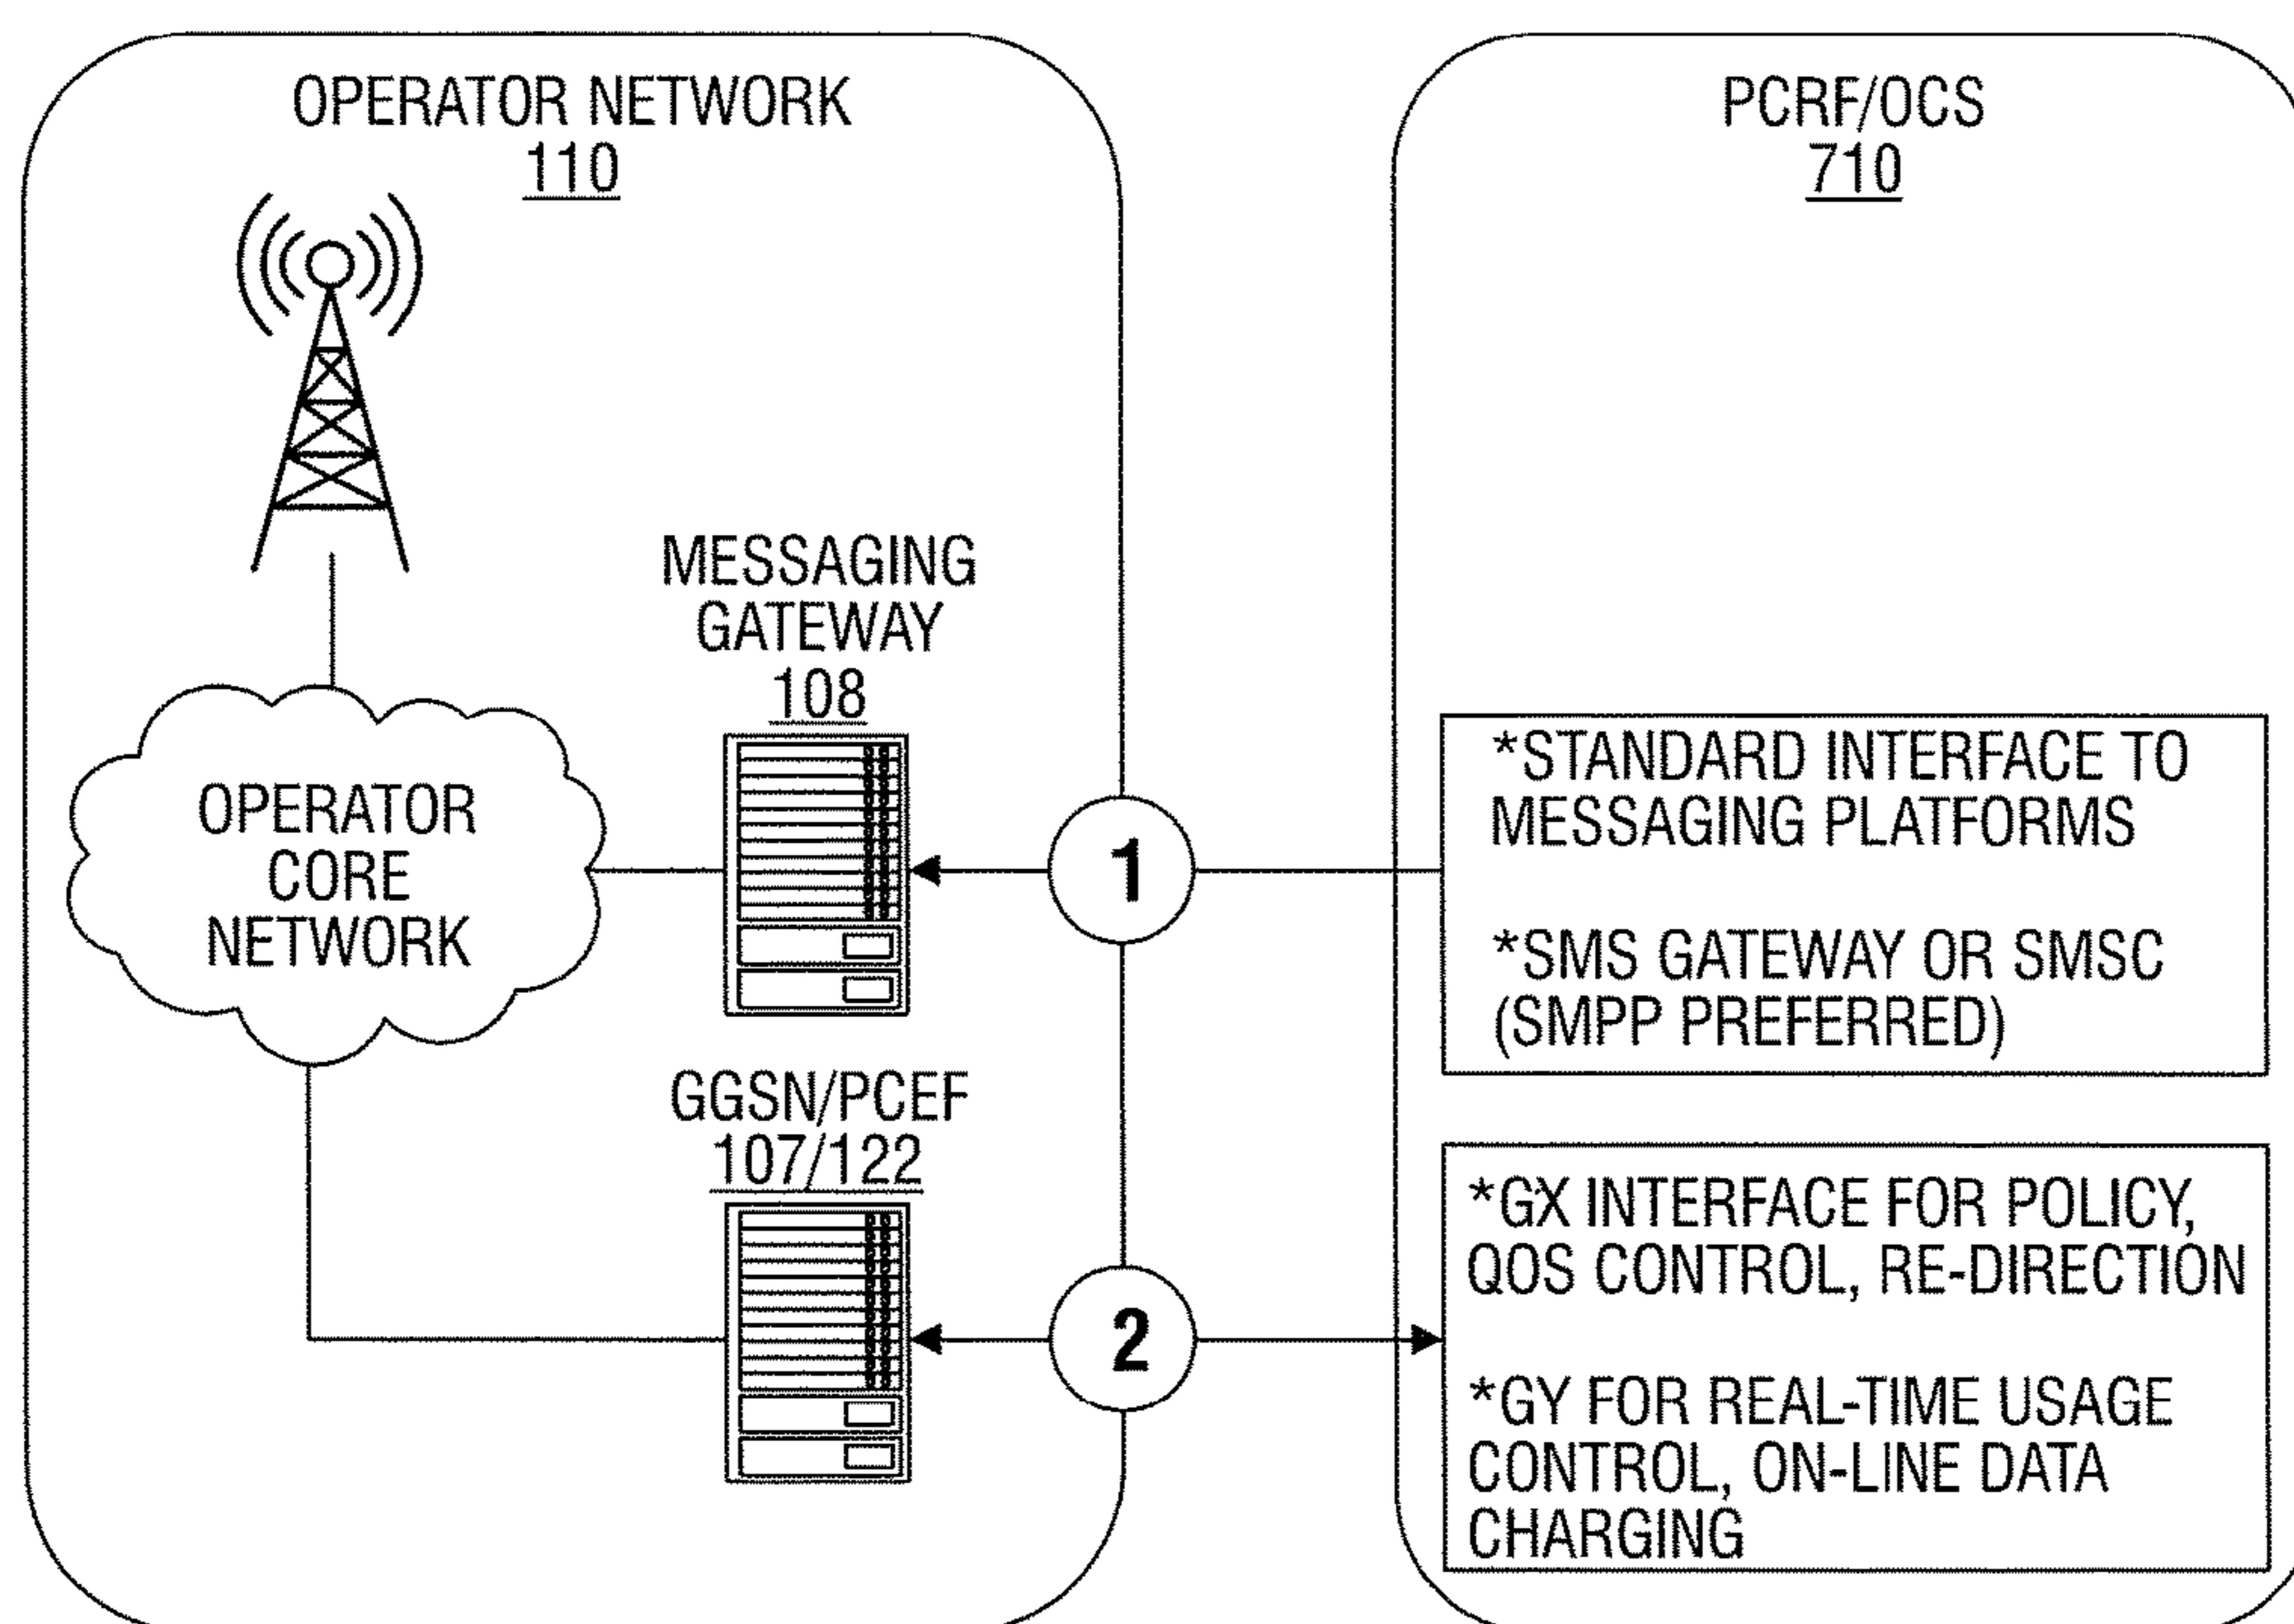 OPERATOR NETWORK
110
MESSAGING
GATEWAY
108
OPERATOR
CORE
NETWORK
GGSN/PCEF
107/122
1
2
PCRF/OCS
710
*STANDARD INTERFACE TO
MESSAGING PLATFORMS
*SMS GATEWAY OR SMSC
(SMPP PREFERRED)
*GX INTERFACE FOR POLICY,
QOS CONTROL, RE-DIRECTION
*GY FOR REAL-TIME USAGE
CONTROL, ON-LINE DATA
CHARGING